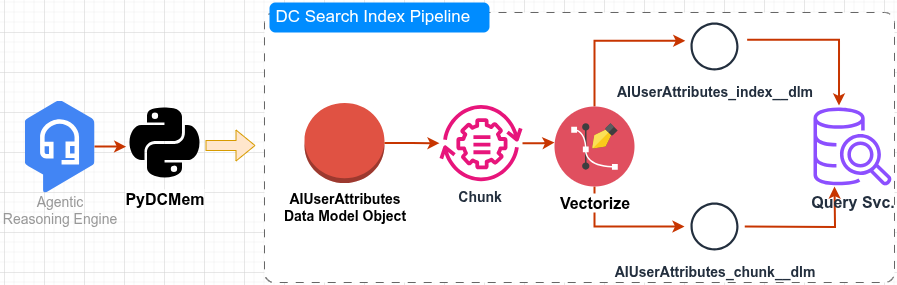 DC Search Index Pipeline
AIUserAttributes_index__dlm
Agentic
Reasoning Engine
PyDCMem
AIUserAttributes
Data Model Object
Chunk
Vectorize
Query Svc.
AIUserAttributes_chunk__dlm